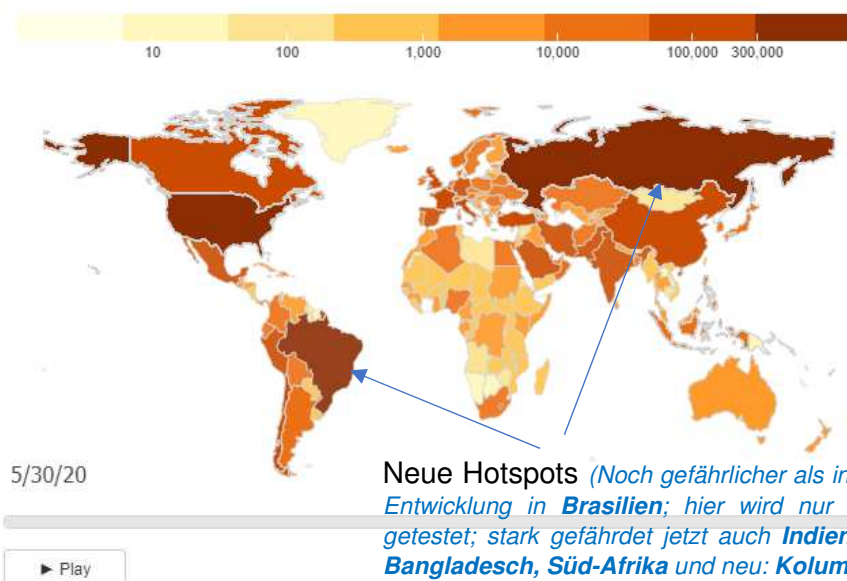 10 100 1,000 10,000 100,000 300,000
5/30/20
Neue Hotspots (Noch gefährlicher als in
Entwicklung in Brasilien; hier wird nur
getestet; stark gefährdet jetzt auch Indien
Bangladesch, Süd-Afrika und neu: Kolum
► Play